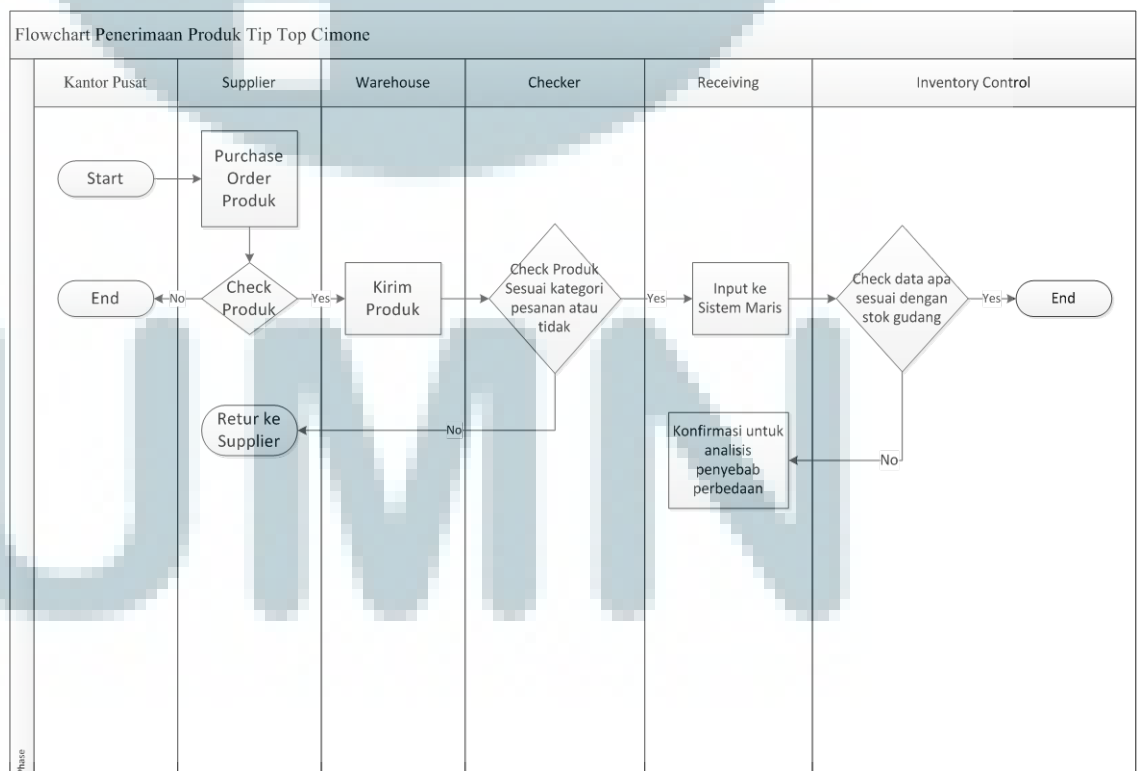 Flowchart Penerimaan Produk Tip Top Cimone
Kantor Pusat
Supplier
Warehouse
Checker
Receiving
Inventory Control
Start
Purchase
Order
Produk
End
No
Check
Produk
Yes
Kirim
Produk
Check Produk
Sesuai kategori
pesanan atau
tidak
Yes
Input ke
Sistem Maris
Check data apa
sesuai dengan
stok gudang
Yes
End
Retur ke
Supplier
No
Konfirmasi untuk
analisis
penyebab
perbedaan
No
Phase
UMN